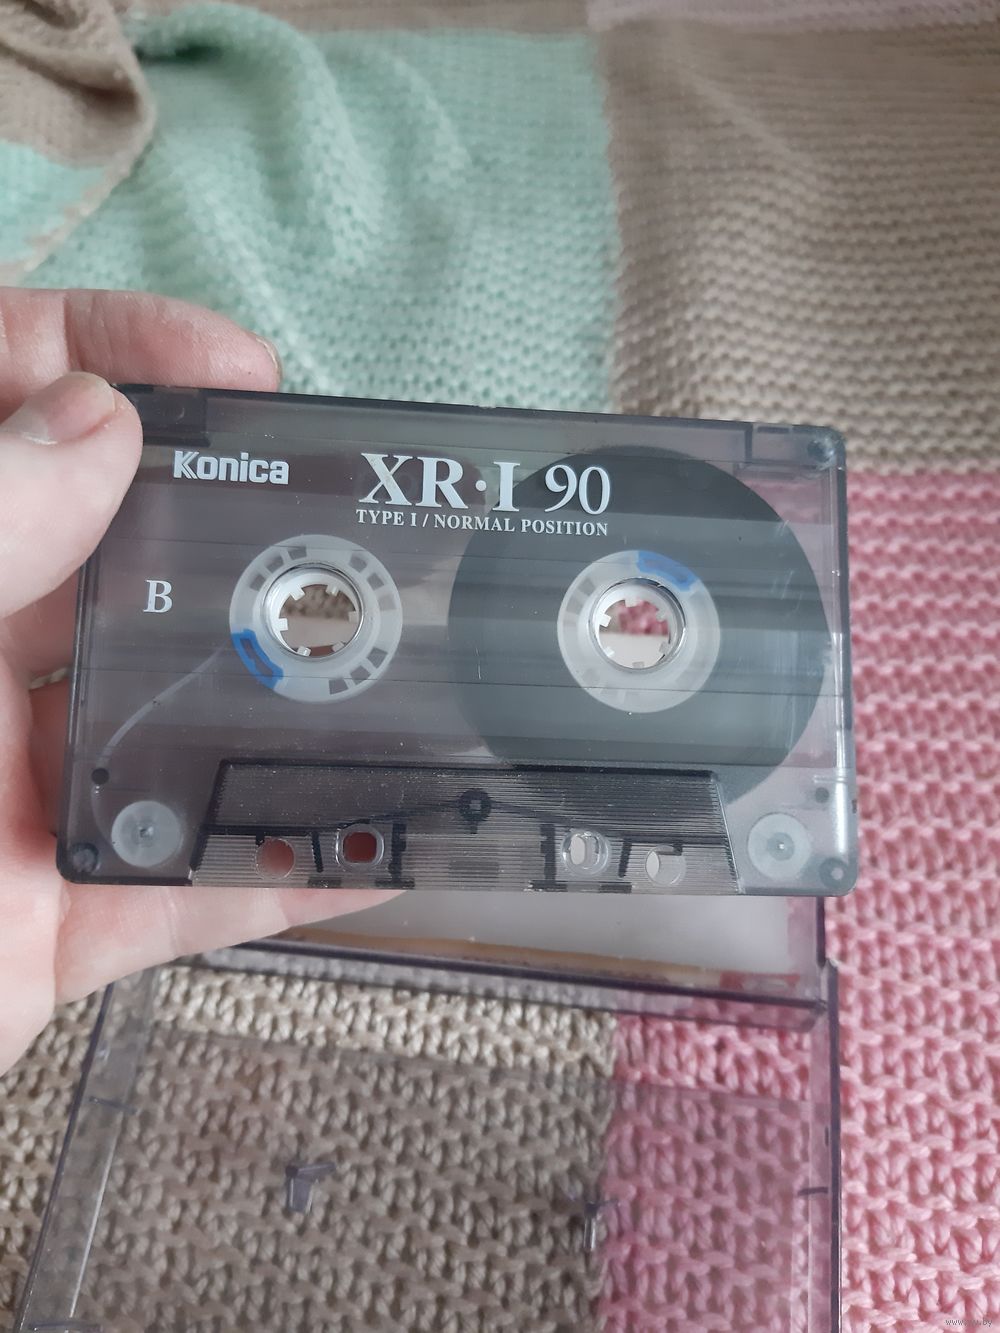 Konica
XR·I 90
TYPE I / NORMAL POSITION
B